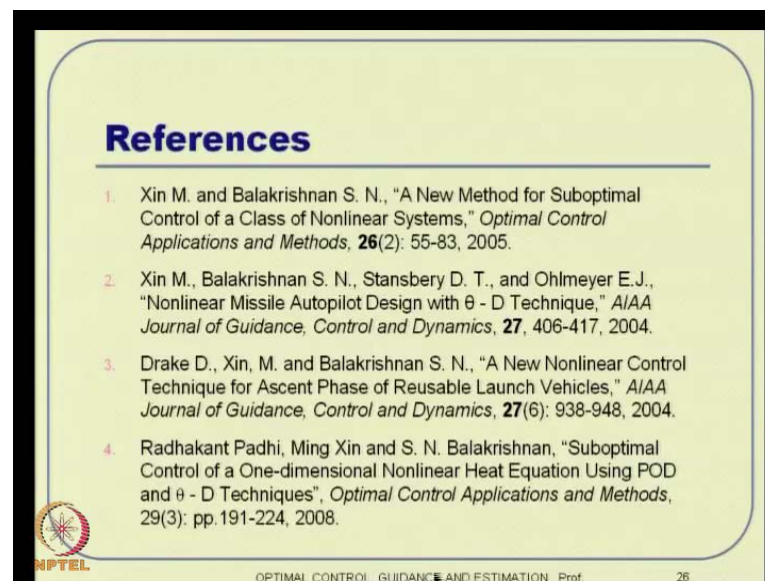 References
1. Xin M. and Balakrishnan S. N., “A New Method for Suboptimal
Control of a Class of Nonlinear Systems,” Optimal Control
Applications and Methods, 26(2): 55-83, 2005.
2. Xin M., Balakrishnan S. N., Stansbery D. T., and Ohlmeyer E.J.,
“Nonlinear Missile Autopilot Design with θ - D Technique,” AIAA
Journal of Guidance, Control and Dynamics, 27, 406-417, 2004.
3. Drake D., Xin, M. and Balakrishnan S. N., “A New Nonlinear Control
Technique for Ascent Phase of Reusable Launch Vehicles,” AIAA
Journal of Guidance, Control and Dynamics, 27(6): 938-948, 2004.
4. Radhakant Padhi, Ming Xin and S. N. Balakrishnan, “Suboptimal
Control of a One-dimensional Nonlinear Heat Equation Using POD
and θ - D Techniques”, Optimal Control Applications and Methods,
29(3): pp.191-224, 2008.
NPTEL
OPTIMAL CONTROL, GUIDANCE AND ESTIMATION Prof. 26